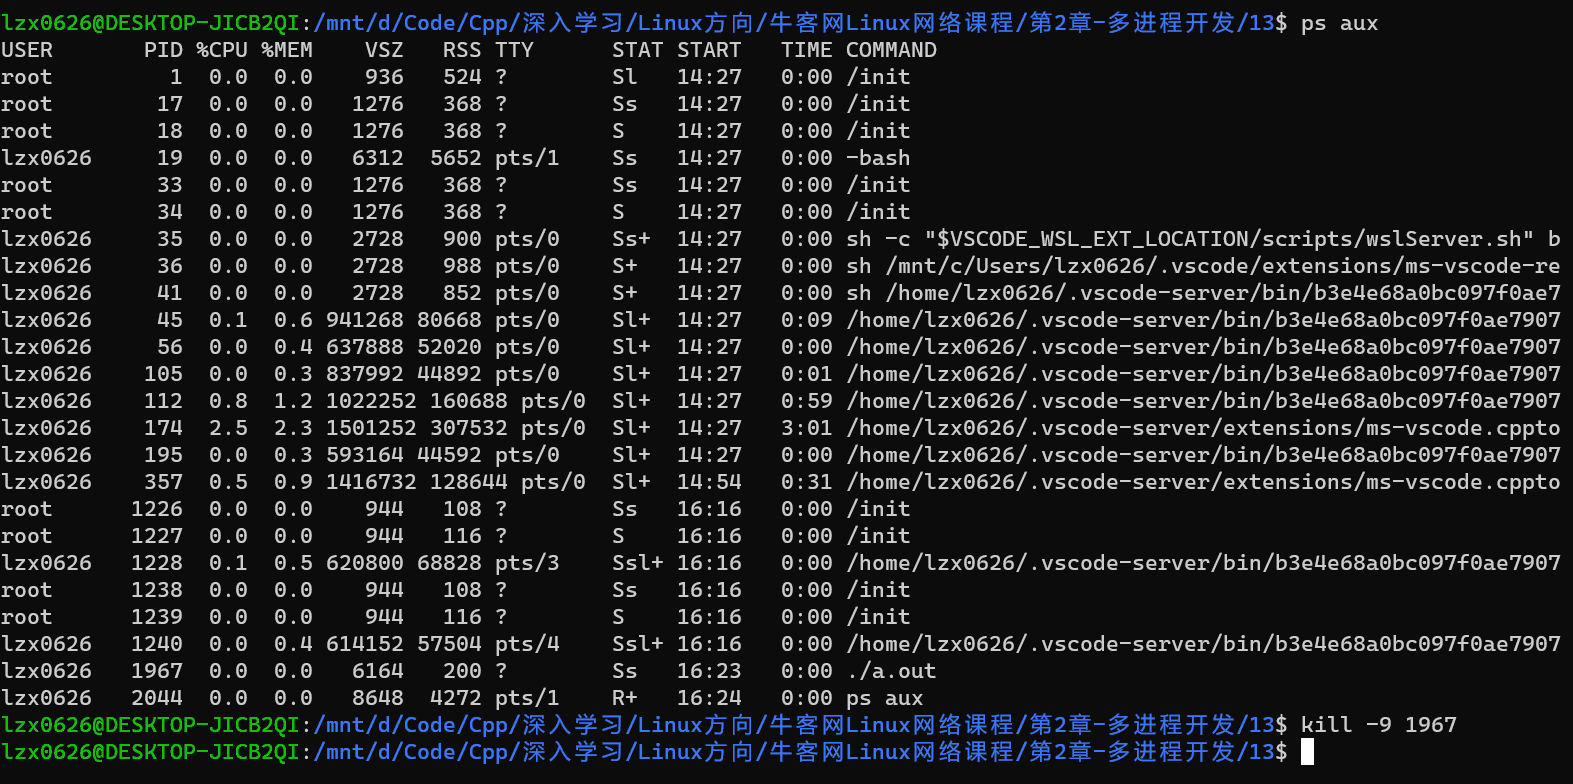 lzx0626@DESKTOP-JICB2QI:/mnt/d/Code/Cpp/深入学习/Linux方向/牛客网Linux网络课程/第2章-多进程开发/13$ ps aux
USER       PID %CPU %MEM    VSZ   RSS TTY      STAT START   TIME COMMAND
root         1  0.0  0.0    936   524 ?        Sl   14:27   0:00 /init
root        17  0.0  0.0   1276   368 ?        Ss   14:27   0:00 /init
root        18  0.0  0.0   1276   368 ?        S    14:27   0:00 /init
lzx0626     19  0.0  0.0   6312  5652 pts/1    Ss   14:27   0:00 -bash
root        33  0.0  0.0   1276   368 ?        Ss   14:27   0:00 /init
root        34  0.0  0.0   1276   368 ?        S    14:27   0:00 /init
lzx0626     35  0.0  0.0   2728   900 pts/0    Ss+  14:27   0:00 sh -c "$VSCODE_WSL_EXT_LOCATION/scripts/wslServer.sh" b
lzx0626     36  0.0  0.0   2728   988 pts/0    S+   14:27   0:00 sh /mnt/c/Users/lzx0626/.vscode/extensions/ms-vscode-re
lzx0626     41  0.0  0.0   2728   852 pts/0    S+   14:27   0:00 sh /home/lzx0626/.vscode-server/bin/b3e4e68a0bc097f0ae7
lzx0626     45  0.1  0.6 941268 80668 pts/0    Sl+  14:27   0:09 /home/lzx0626/.vscode-server/bin/b3e4e68a0bc097f0ae7907
lzx0626     56  0.0  0.4 637888 52020 pts/0    Sl+  14:27   0:00 /home/lzx0626/.vscode-server/bin/b3e4e68a0bc097f0ae7907
lzx0626    105  0.0  0.3 837992 44892 pts/0    Sl+  14:27   0:01 /home/lzx0626/.vscode-server/bin/b3e4e68a0bc097f0ae7907
lzx0626    112  0.8  1.2 1022252 160688 pts/0  Sl+  14:27   0:59 /home/lzx0626/.vscode-server/bin/b3e4e68a0bc097f0ae7907
lzx0626    174  2.5  2.3 1501252 307532 pts/0  Sl+  14:27   3:01 /home/lzx0626/.vscode-server/extensions/ms-vscode.cppto
lzx0626    195  0.0  0.3 593164 44592 pts/0    Sl+  14:27   0:00 /home/lzx0626/.vscode-server/bin/b3e4e68a0bc097f0ae7907
lzx0626    357  0.5  0.9 1416732 128644 pts/0  Sl+  14:54   0:31 /home/lzx0626/.vscode-server/extensions/ms-vscode.cppto
root      1226  0.0  0.0    944   108 ?        Ss   16:16   0:00 /init
root      1227  0.0  0.0    944   116 ?        S    16:16   0:00 /init
lzx0626   1228  0.1  0.5 620800 68828 pts/3    Ssl+ 16:16   0:00 /home/lzx0626/.vscode-server/bin/b3e4e68a0bc097f0ae7907
root      1238  0.0  0.0    944   108 ?        Ss   16:16   0:00 /init
root      1239  0.0  0.0    944   116 ?        S    16:16   0:00 /init
lzx0626   1240  0.0  0.4 614152 57504 pts/4    Ssl+ 16:16   0:00 /home/lzx0626/.vscode-server/bin/b3e4e68a0bc097f0ae7907
lzx0626   1967  0.0  0.0   6164   200 ?        Ss   16:23   0:00 ./a.out
lzx0626   2044  0.0  0.0   8648  4272 pts/1    R+   16:24   0:00 ps aux
lzx0626@DESKTOP-JICB2QI:/mnt/d/Code/Cpp/深入学习/Linux方向/牛客网Linux网络课程/第2章-多进程开发/13$ kill -9 1967
lzx0626@DESKTOP-JICB2QI:/mnt/d/Code/Cpp/深入学习/Linux方向/牛客网Linux网络课程/第2章-多进程开发/13$